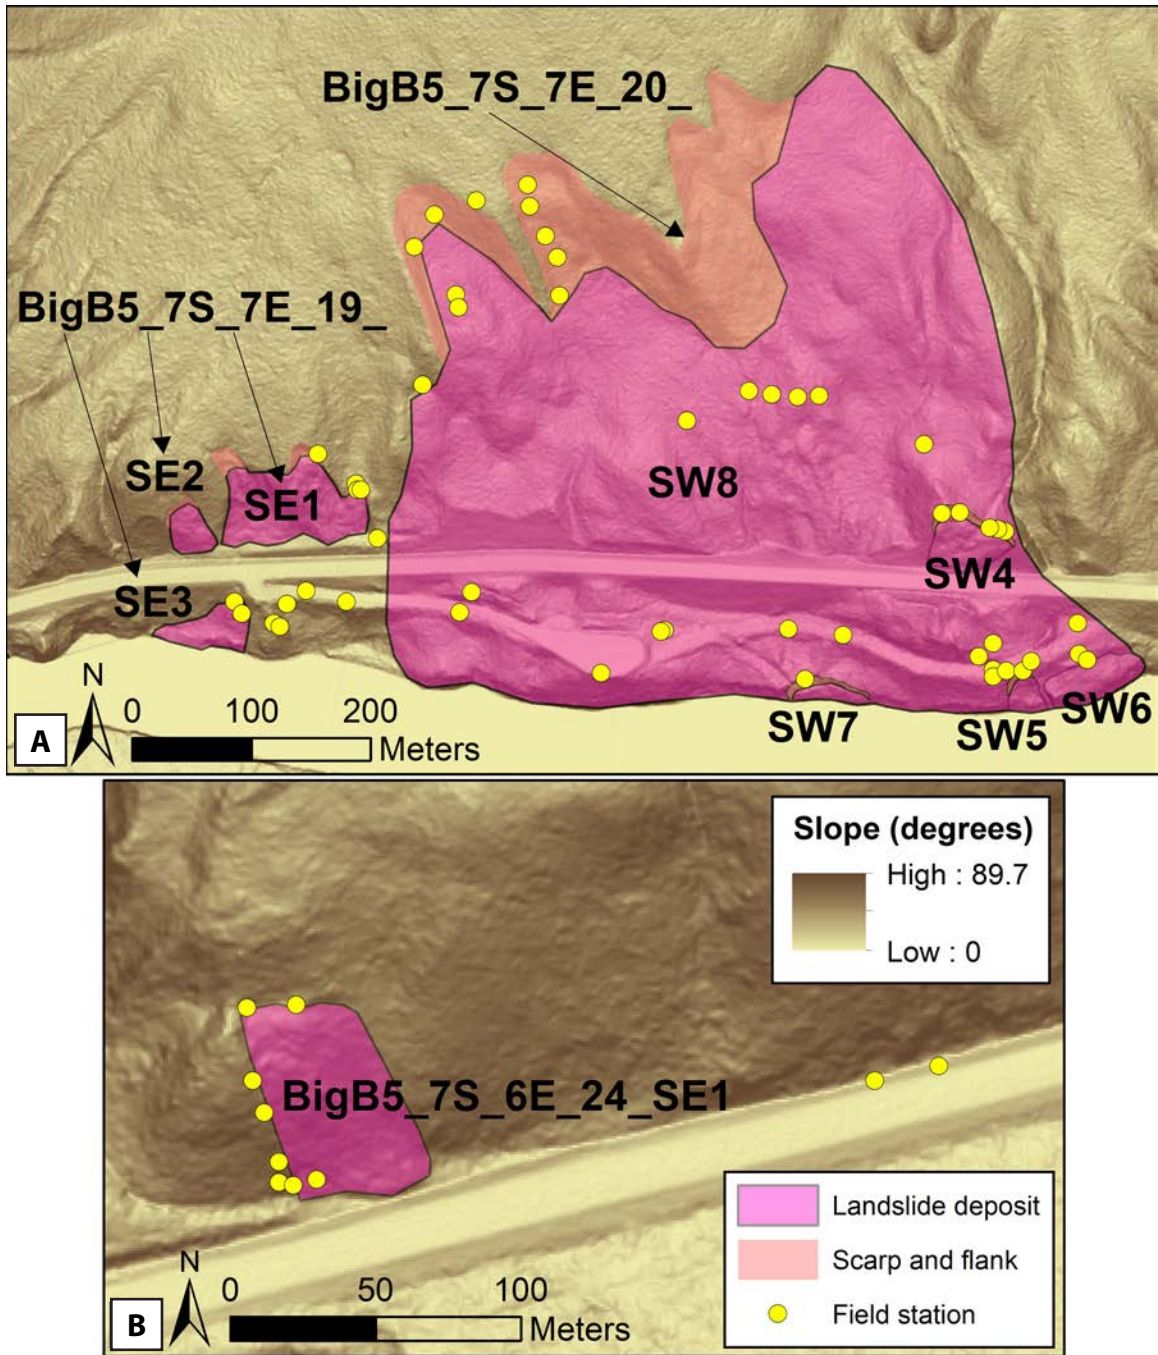 BigB5_7S_7E_20_
BigB5_7S_7E_19_
SE2
SE1
SW8
SE3
SW4
N
0 100 200
Meters
A
SW7
SW5
SW6
Slope (degrees)
High : 89.7
Low : 0
BigB5_7S_6E_24_SE1
N
0 50 100
Meters
B
Landslide deposit
Scarp and flank
Field station